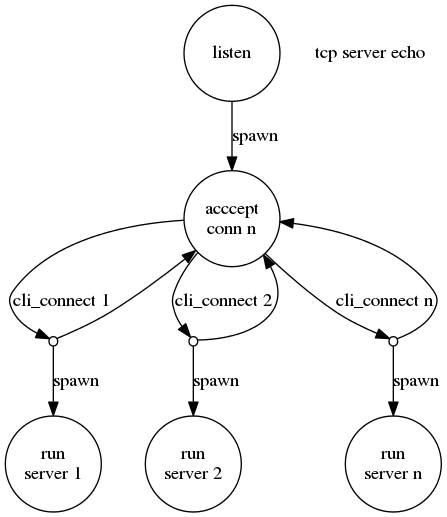 listen
tcp server echo
spawn
acccept
conn n
cli_connect 1
cli_connect 2
cli_connect n
spawn
spawn
spawn
run
server 1
run
server 2
run
server n